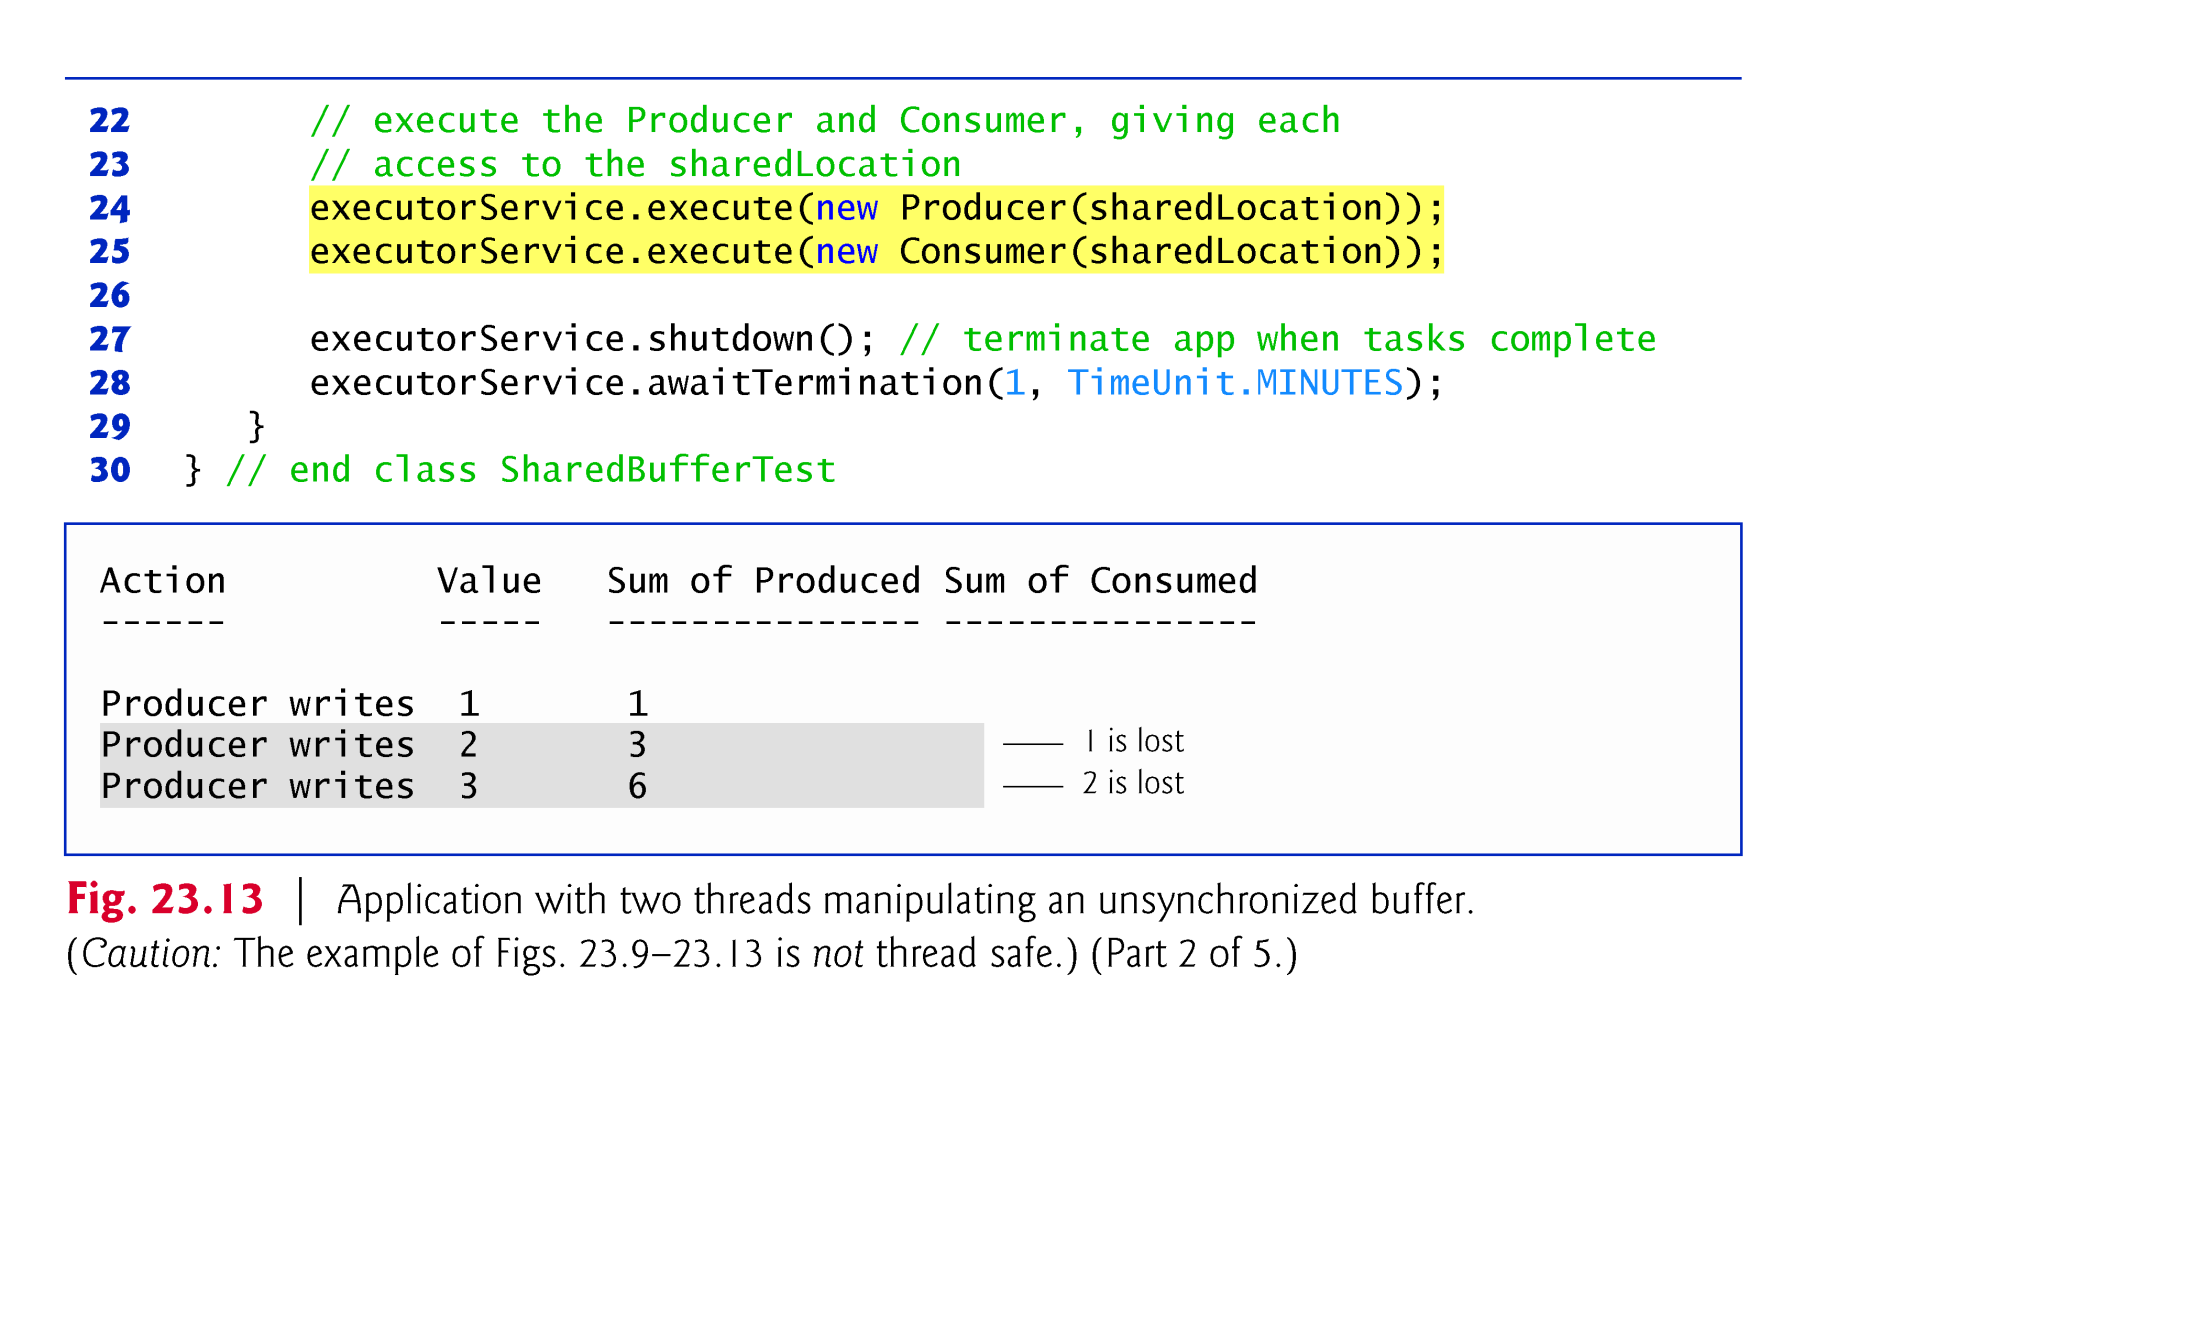 22 // execute the Producer and Consumer, giving each
23 // access to the sharedLocation
24 executorService.execute(new Producer(sharedLocation));
25 executorService.execute(new Consumer(sharedLocation));
26
27 executorService.shutdown(); // terminate app when tasks complete
28 executorService.awaitTermination(1, TimeUnit.MINUTES);
29 }
30 } // end class SharedBufferTest
Action Value Sum of Produced Sum of Consumed
------ ----- --------------- ---------------
Producer writes 1 1
Producer writes 2 3 1 is lost
Producer writes 3 6 2 is lost
Fig. 23.13 | Application with two threads manipulating an unsynchronized buffer.
(Caution: The example of Figs. 23.9–23.13 is not thread safe.) (Part 2 of 5.)